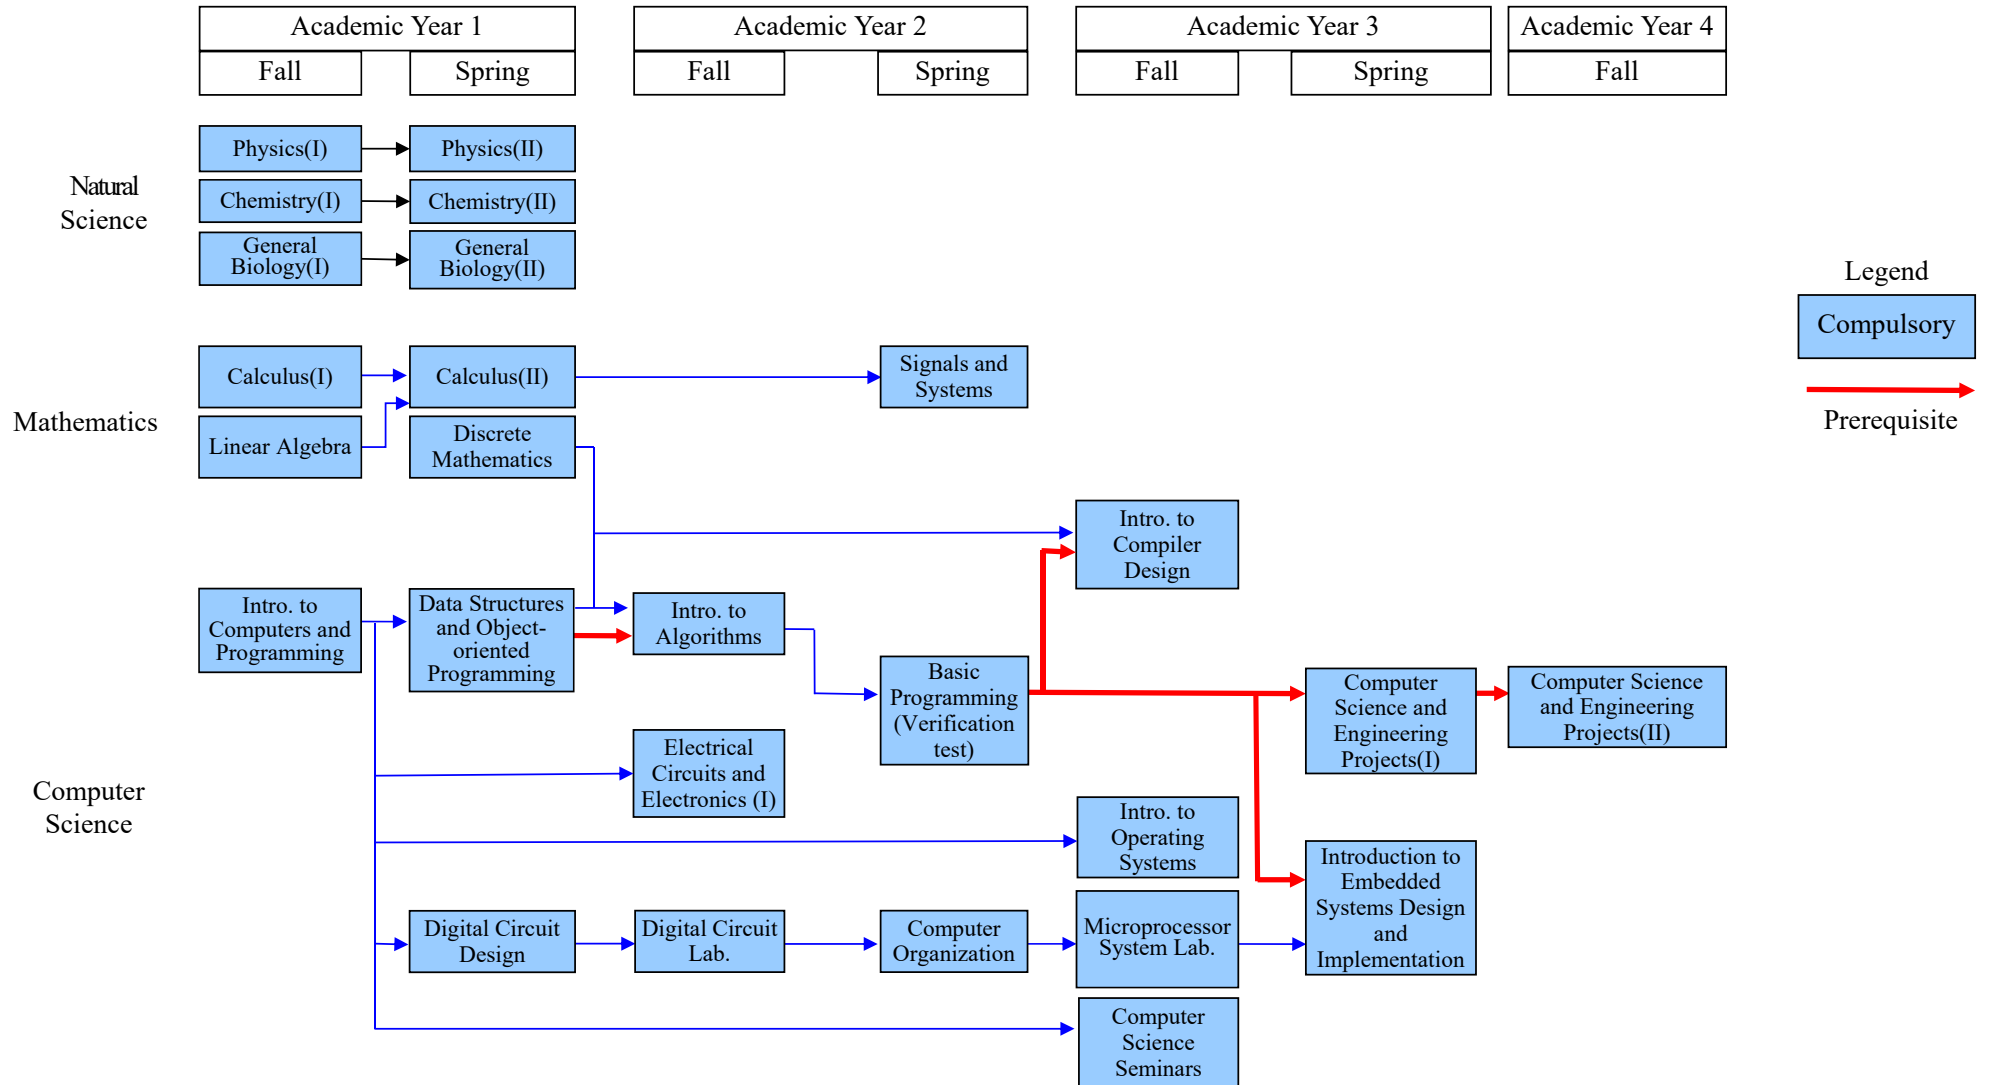 Academic Year 1
Academic Year 2
Academic Year 3
Academic Year 4
Fall
Spring
Fall
Spring
Fall
Spring
Fall
Natural
Science
Physics(I)
Physics(II)
Chemistry(I)
Chemistry(II)
General
Biology(I)
General
Biology(II)
Legend
Compulsory
Prerequisite
Mathematics
Calculus(I)
Calculus(II)
Signals and
Systems
Linear Algebra
Discrete
Mathematics
Intro. to
Compiler
Design
Computer
Science
Intro. to
Computers and
Programming
Data Structures
and Object-
oriented
Programming
Intro. to
Algorithms
Basic
Programming
(Verification
test)
Computer
Science and
Engineering
Projects(I)
Computer Science
and Engineering
Projects(II)
Electrical
Circuits and
Electronics (I)
Intro. to
Operating
Systems
Introduction to
Embedded
Systems Design
and
Implementation
Digital Circuit
Design
Digital Circuit
Lab.
Computer
Organization
Microprocessor
System Lab.
Computer
Science
Seminars